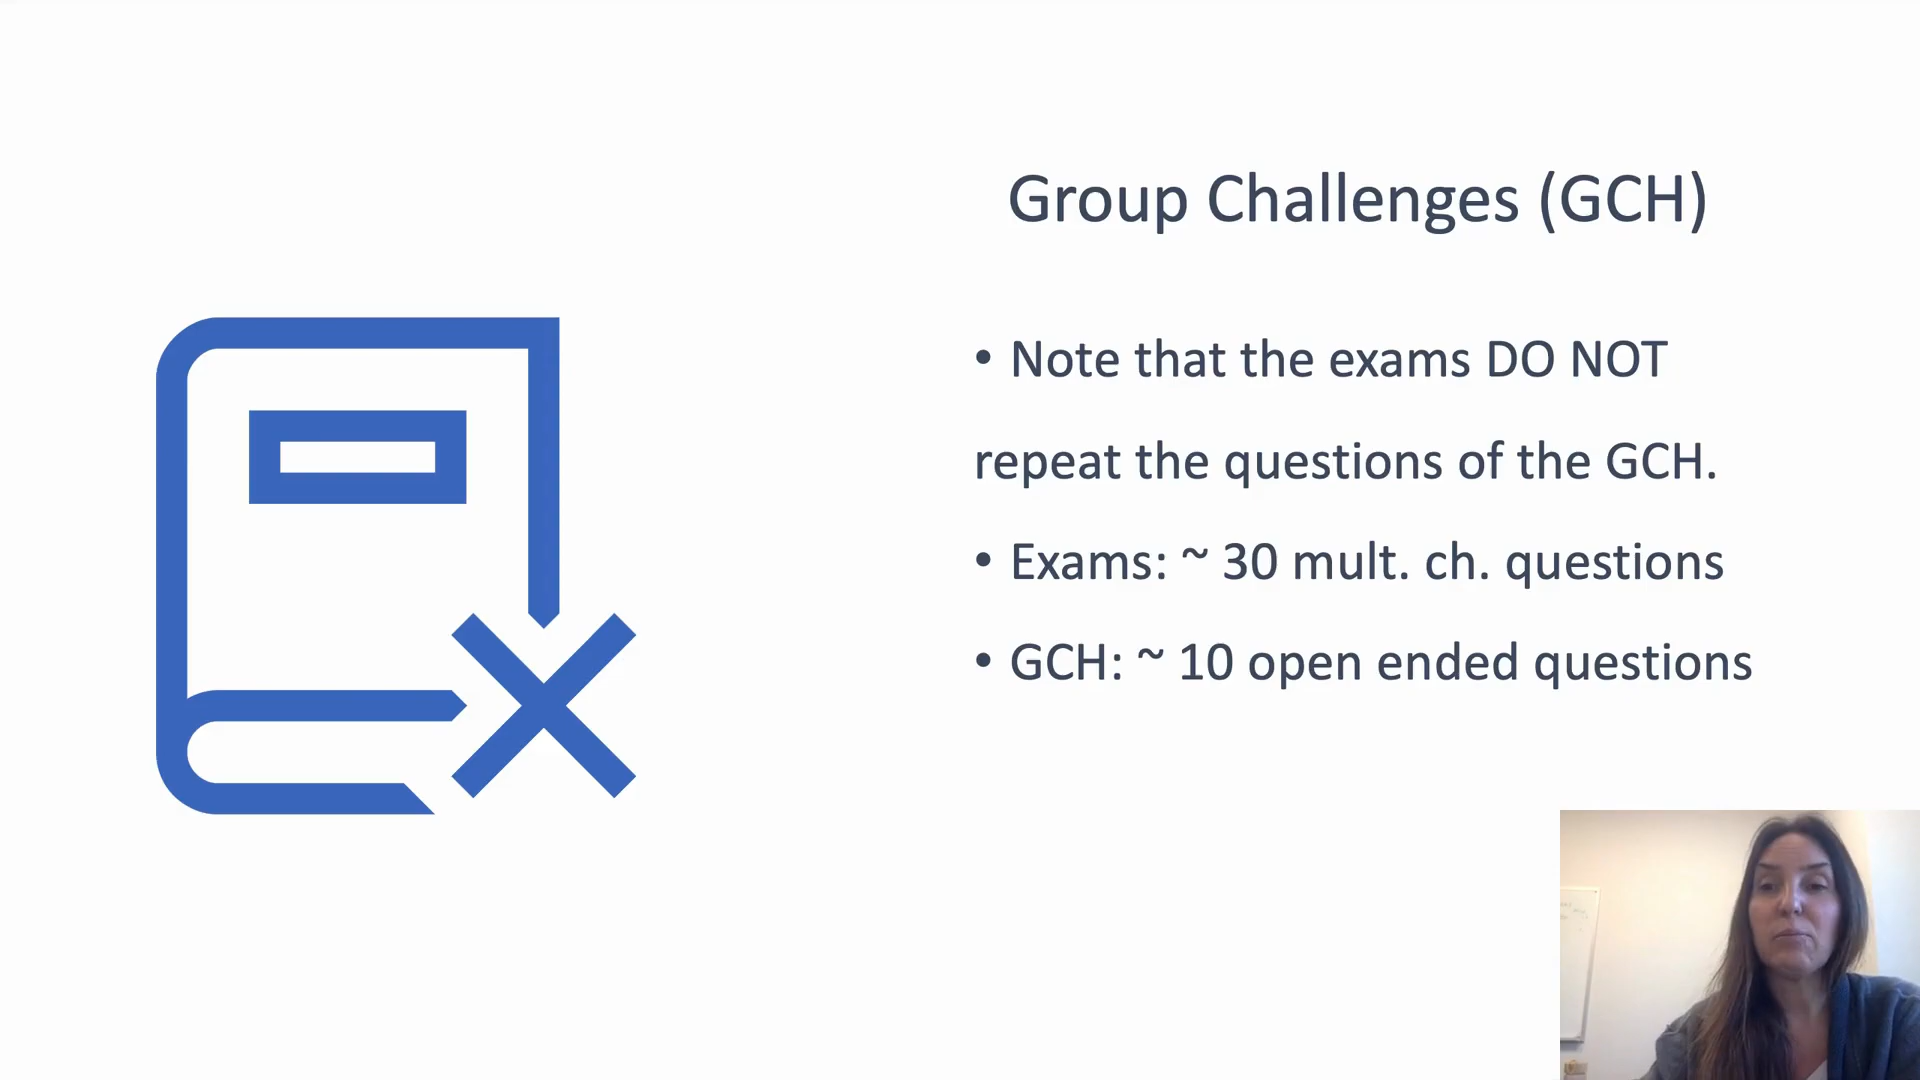 Group Challenges (GCH)
• Note that the exams DO NOT
repeat the questions of the GCH.
• Exams: ~ 30 mult. ch. questions
• GCH: ~ 10 open ended questions